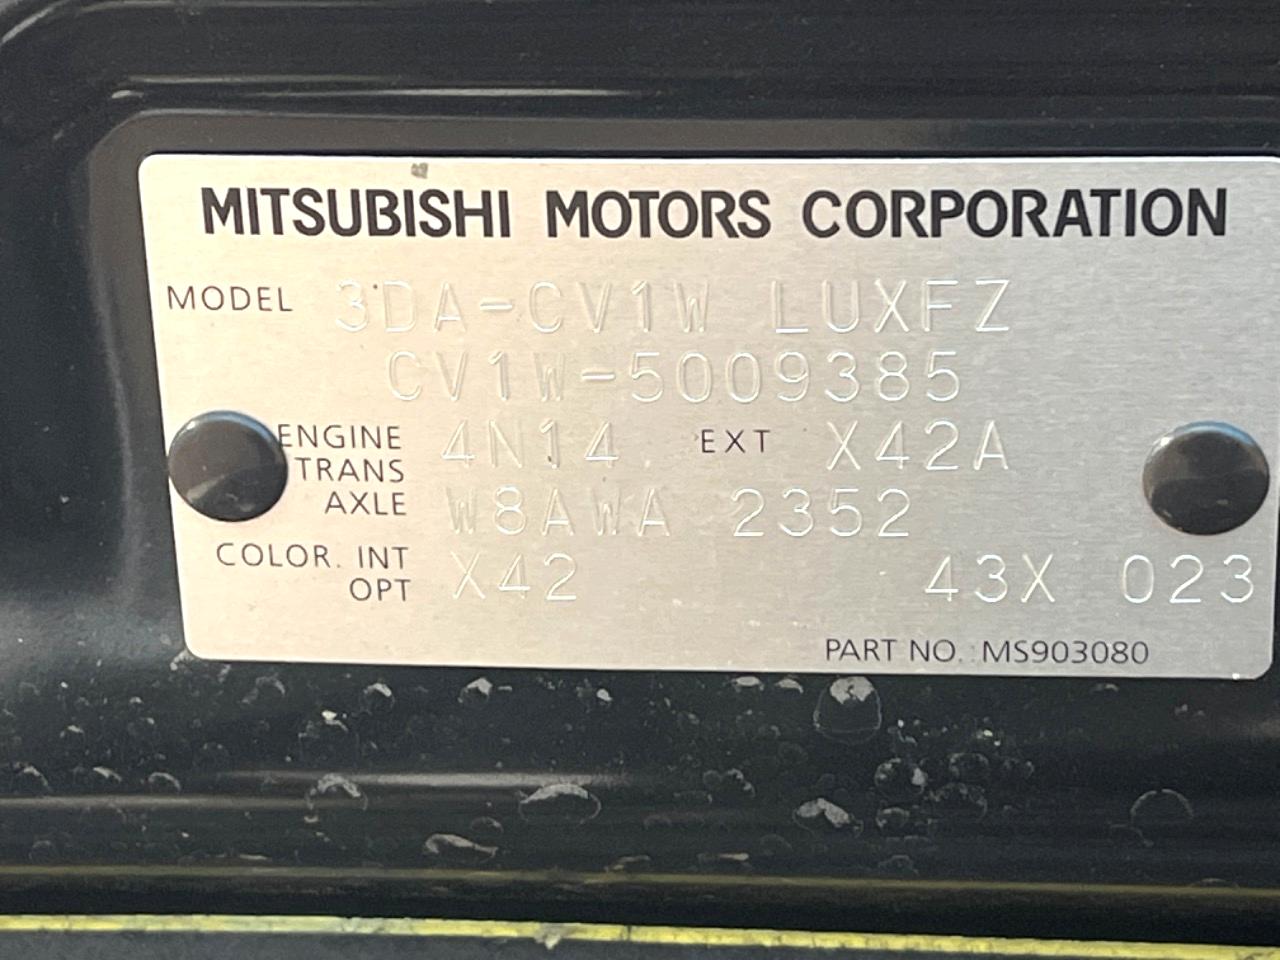 MITSUBISHI MOTORS CORPORATION
MODEL 3DA-CV1W LUXFZ
CV1W-5009385
ENGINE 4N14 EXT X42A
TRANS
AXLE W8AWA 2352
COLOR. INT
OPT X42 43X 023
PART NO. MS903080